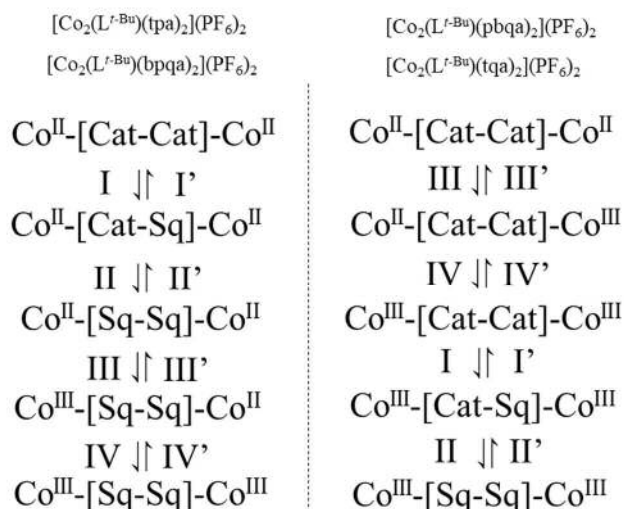 [Co₂(Lᵗ⁻ᴮᵘ)(tpa)₂](PF₆)₂
[Co₂(Lᵗ⁻ᴮᵘ)(bpqa)₂](PF₆)₂
Coᴵᴵ-[Cat-Cat]-Coᴵᴵ
I ⇃↾ I’
Coᴵᴵ-[Cat-Sq]-Coᴵᴵ
II ⇃↾ II’
Coᴵᴵ-[Sq-Sq]-Coᴵᴵ
III ⇃↾ III’
Coᴵᴵᴵ-[Sq-Sq]-Coᴵᴵ
IV ⇃↾ IV’
Coᴵᴵᴵ-[Sq-Sq]-Coᴵᴵᴵ
[Co₂(Lᵗ⁻ᴮᵘ)(pbqa)₂](PF₆)₂
[Co₂(Lᵗ⁻ᴮᵘ)(tqa)₂](PF₆)₂
Coᴵᴵ-[Cat-Cat]-Coᴵᴵ
III ⇃↾ III’
Coᴵᴵ-[Cat-Cat]-Coᴵᴵᴵ
IV ⇃↾ IV’
Coᴵᴵᴵ-[Cat-Cat]-Coᴵᴵᴵ
I ⇃↾ I’
Coᴵᴵᴵ-[Cat-Sq]-Coᴵᴵᴵ
II ⇃↾ II’
Coᴵᴵᴵ-[Sq-Sq]-Coᴵᴵᴵ